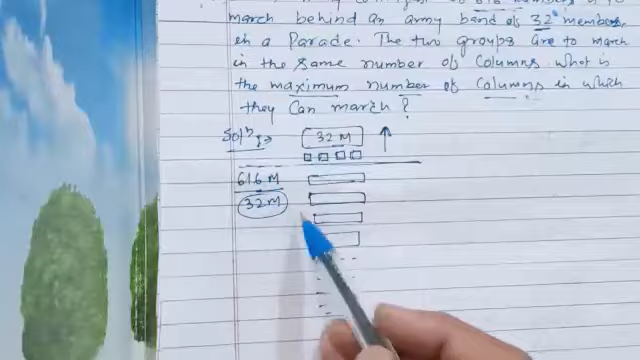 616
march behind an army band of 32 members
in a Parade. The two groups are to march
in the same number of Columns. What is
the maximum number of Columns in which
they Can march?
Solⁿ ⇒ 32 M
616 M
32 M